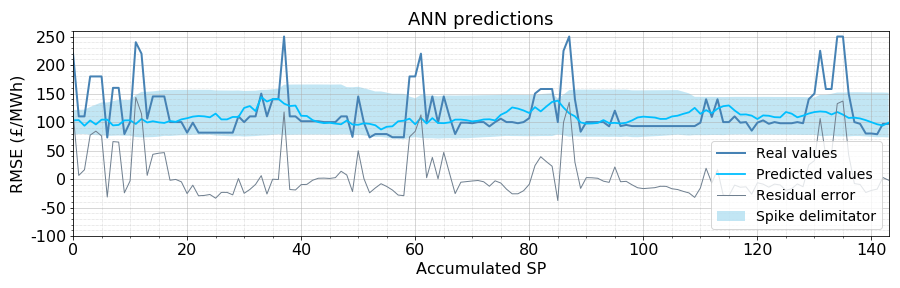 ANN predictions
250
200
150
100
50
0
-50
-100
RMSE (£/MWh)
0 20 40 60 80 100 120 140
Accumulated SP
Real values
Predicted values
Residual error
Spike delimitator